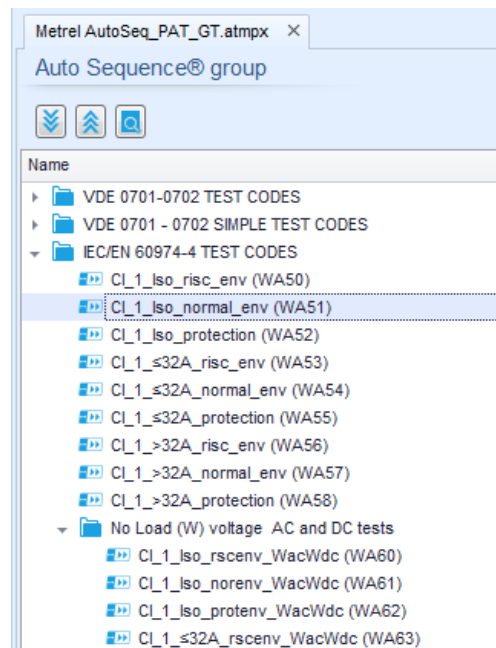 Metrel AutoSeq_PAT_GT.atmpx
Auto Sequence® group
Name
VDE 0701-0702 TEST CODES
VDE 0701 - 0702 SIMPLE TEST CODES
IEC/EN 60974-4 TEST CODES
Cl_1_Iso_risc_env (WA50)
Cl_1_Iso_normal_env (WA51)
Cl_1_Iso_protection (WA52)
Cl_1_≤32A_risc_env (WA53)
Cl_1_≤32A_normal_env (WA54)
Cl_1_≤32A_protection (WA55)
Cl_1_>32A_risc_env (WA56)
Cl_1_>32A_normal_env (WA57)
Cl_1_>32A_protection (WA58)
No Load (W) voltage  AC and DC tests
Cl_1_Iso_rscenv_WacWdc (WA60)
Cl_1_Iso_norenv_WacWdc (WA61)
Cl_1_Iso_protenv_WacWdc (WA62)
Cl_1_≤32A_rscenv_WacWdc (WA63)